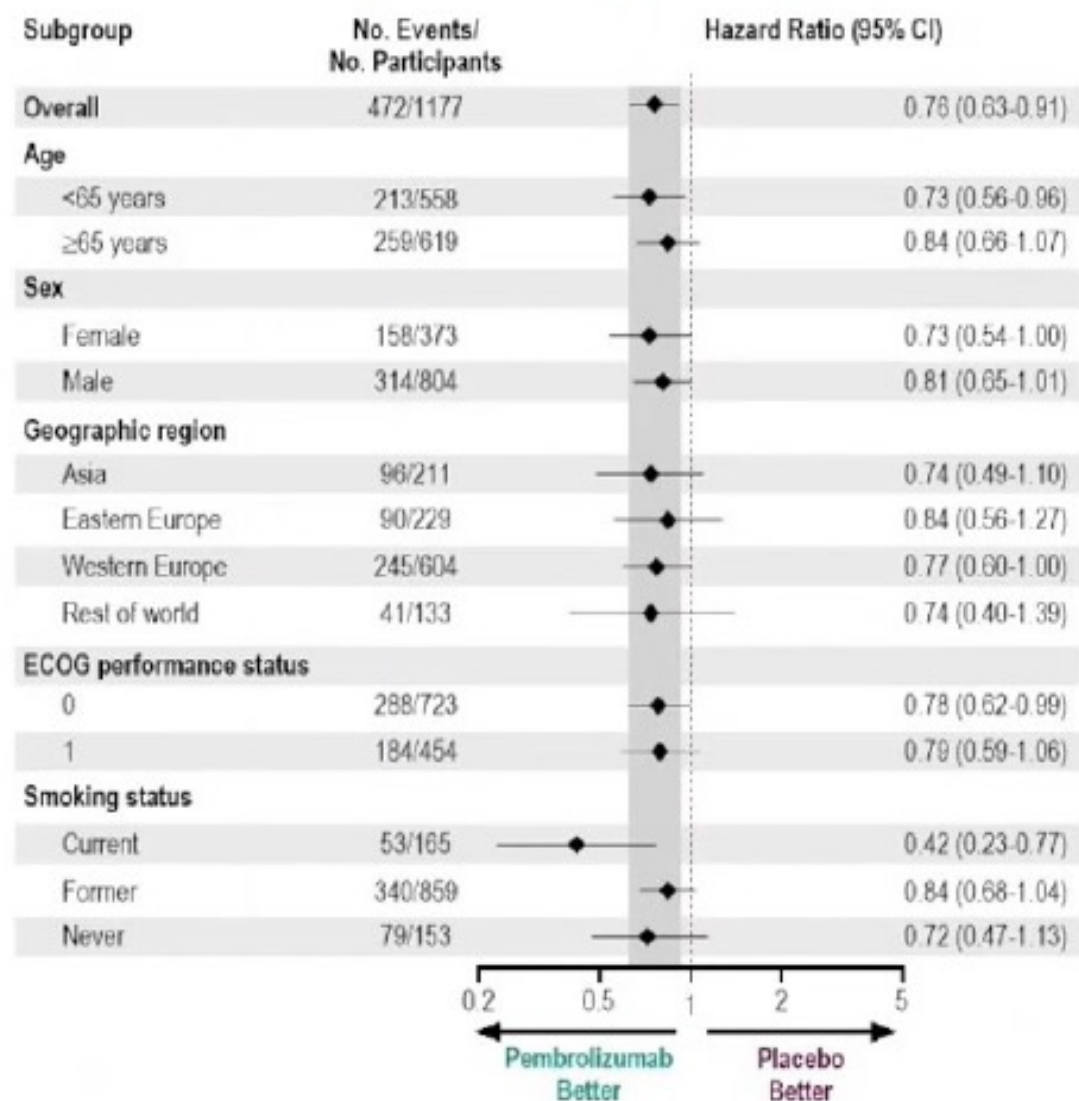 Subgroup No. Events/ Hazard Ratio (95% CI)
No. Participants
Overall 472/1177 0.76 (0.63-0.91)
Age
<65 years 213/558 0.73 (0.56-0.96)
≥65 years 259/619 0.84 (0.66-1.07)
Sex
Female 158/373 0.73 (0.54-1.00)
Male 314/804 0.81 (0.65-1.01)
Geographic region
Asia 96/211 0.74 (0.49-1.10)
Eastern Europe 90/229 0.84 (0.56-1.27)
Western Europe 245/604 0.77 (0.60-1.00)
Rest of world 41/133 0.74 (0.40-1.39)
ECOG performance status
0 288/723 0.78 (0.62-0.99)
1 184/454 0.79 (0.59-1.06)
Smoking status
Current 53/165 0.42 (0.23-0.77)
Former 340/859 0.84 (0.68-1.04)
Never 79/153 0.72 (0.47-1.13)
0.2 0.5 1 2 5
Pembrolizumab Placebo
Better Better